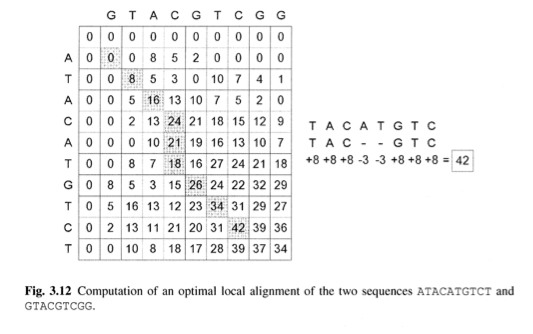 G T A C G T C G G
0 0 0 0 0 0 0 0 0 0
A 0 0 0 8 5 2 0 0 0 0
T 0 0 8 5 3 0 10 7 4 1
A 0 0 5 16 13 10 7 5 2 0
C 0 0 2 13 24 21 18 15 12 9
A 0 0 0 10 21 19 16 13 10 7
T 0 0 8 7 18 16 27 24 21 18
G 0 8 5 3 15 26 24 22 32 29
T 0 5 16 13 12 23 34 31 29 27
C 0 2 13 11 21 20 31 42 39 36
T 0 0 10 8 18 17 28 39 37 34
T A C A T G T C
T A C - - G T C
+8 +8 +8 -3 -3 +8 +8 +8 = 42
Fig. 3.12 Computation of an optimal local alignment of the two sequences ATACATGTCT and
GTACGTCGG.